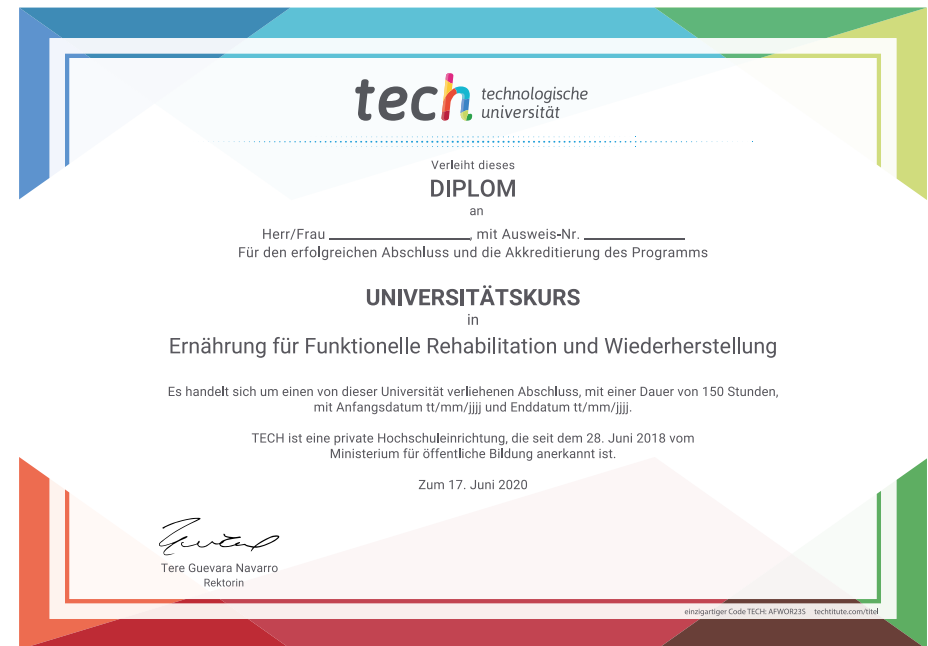 tech technologische
universität
Verleiht dieses
DIPLOM
an
Herr/Frau ____________________, mit Ausweis-Nr. ______________
Für den erfolgreichen Abschluss und die Akkreditierung des Programms
UNIVERSITÄTSKURS
in
Ernährung für Funktionelle Rehabilitation und Wiederherstellung
Es handelt sich um einen von dieser Universität verliehenen Abschluss, mit einer Dauer von 150 Stunden,
mit Anfangsdatum tt/mm/jjjj und Enddatum tt/mm/jjjj.
TECH ist eine private Hochschuleinrichtung, die seit dem 28. Juni 2018 vom
Ministerium für öffentliche Bildung anerkannt ist.
Zum 17. Juni 2020
Tere Guevara Navarro
Rektorin
einzigartiger Code TECH: AFWOR23S techtitute.com/titel